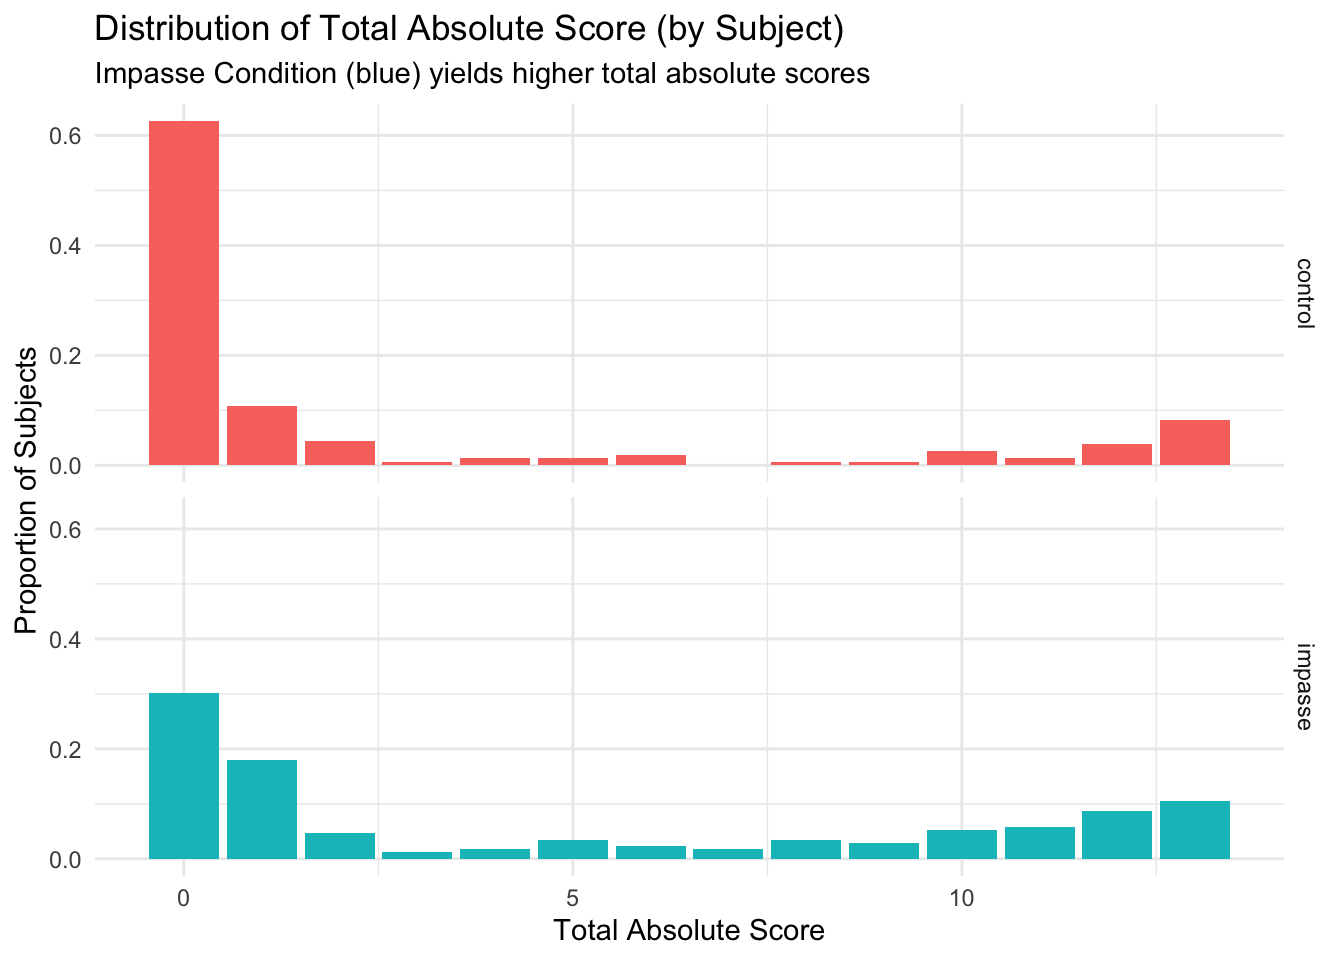 Distribution of Total Absolute Score (by Subject)
Impasse Condition (blue) yields higher total absolute scores
Proportion of Subjects
0.6
0.4
0.2
0.0
control
0.6
0.4
0.2
0.0
impasse
0
5
10
Total Absolute Score